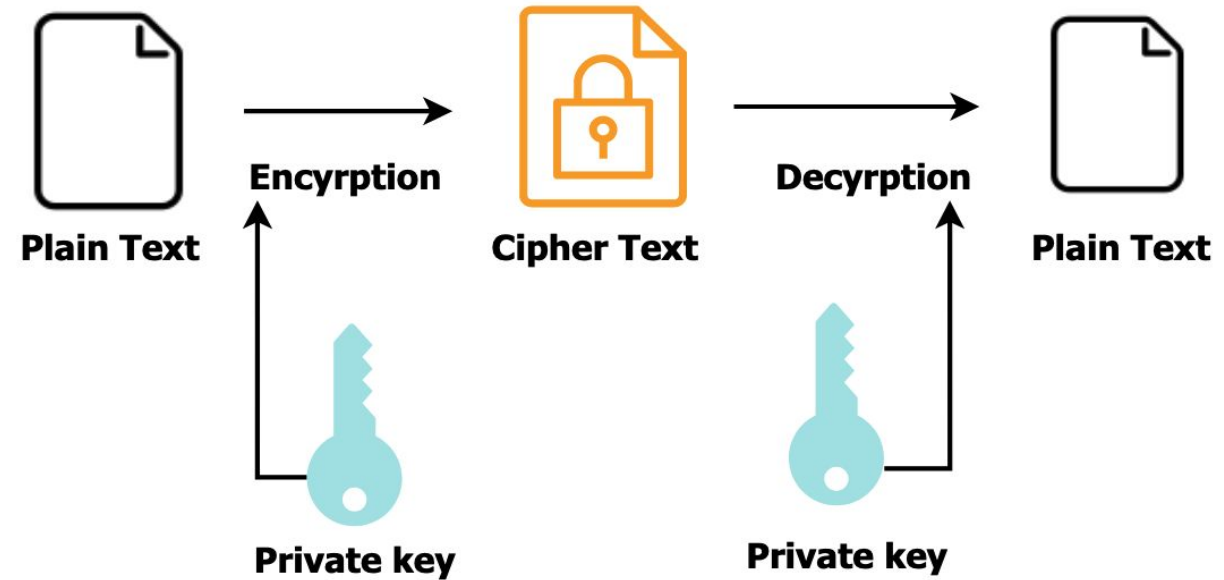 Encyrption
Decyrption
Plain Text
Cipher Text
Plain Text
Private key
Private key